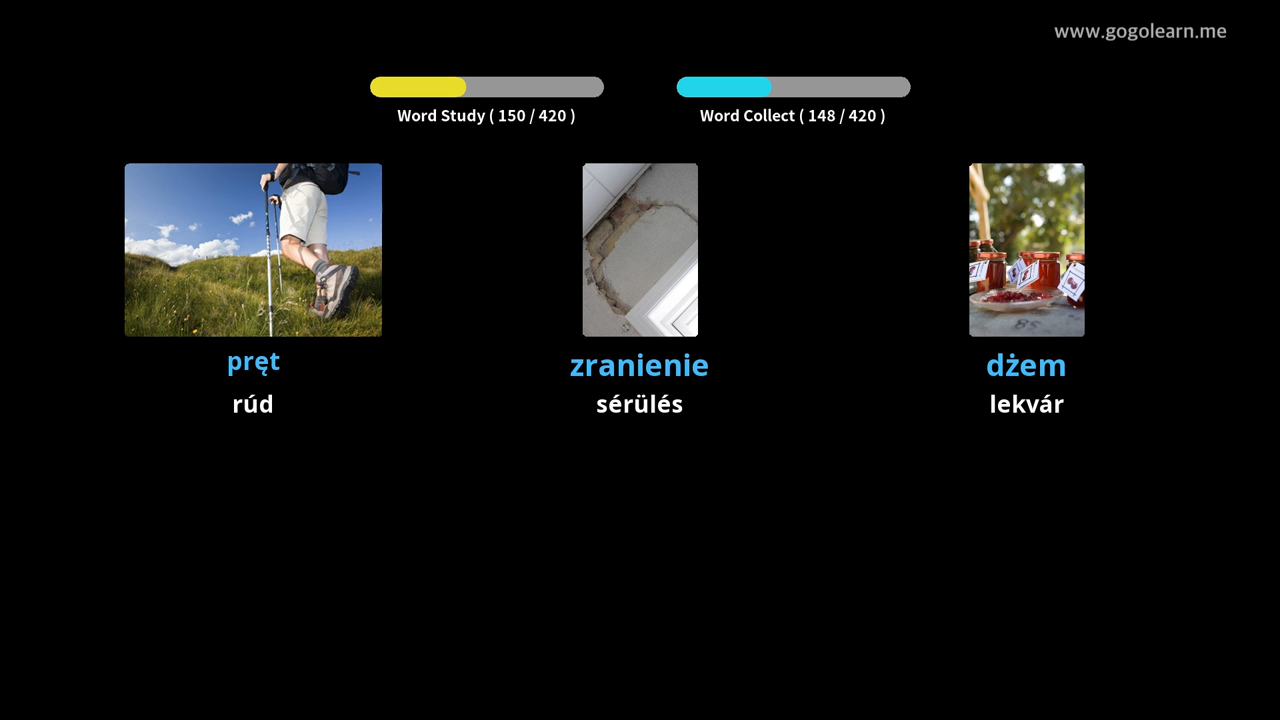 www.gogolearn.me
Word Study ( 150 / 420 )
Word Collect ( 148 / 420 )
pręt
rúd
zranienie
sérülés
dżem
lekvár